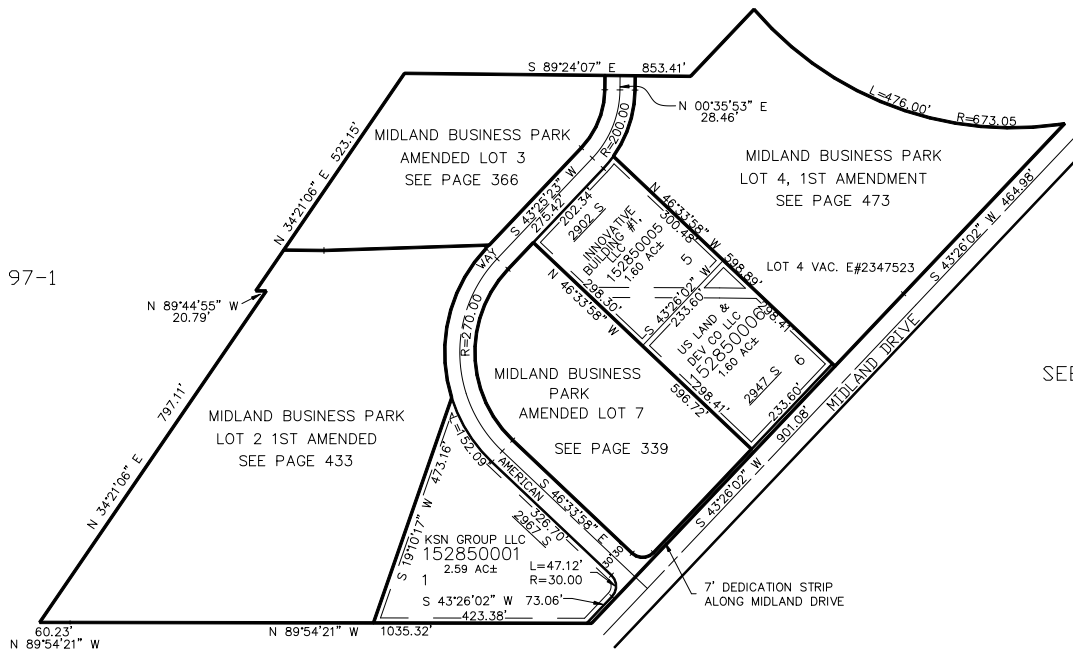 S 89°24'07" E 853.41'
N 00°35'53" E
28.46'
L=476.00' R=673.05
MIDLAND BUSINESS PARK
AMENDED LOT 3
SEE PAGE 366
N 34°21'06" E 523.15'
R=200.00
MIDLAND BUSINESS PARK
LOT 4, 1ST AMENDMENT
SEE PAGE 473
S 43°25'23" W
275.42'
202.34'
2902 S
INNOVATIVE
BUILDING #1,
LLC
152850005
1.60 AC±
5
N 46°33'58" W
300.48'
598.89'
LOT 4 VAC. E#2347523
S 43°26'02" W 464.98'
97-1
N 89°44'55" W
20.79'
WAY
R=270.00
298.30'
N 46°33'58" W
S 43°26'02" W
233.60'
298.41
US LAND &
DEV CO LLC
152850006
1.60 AC±
2947 S 6
298.41'
596.72'
233.60'
901.08'
MIDLAND DRIVE
S 43°26'02" W
SEE
MIDLAND BUSINESS
PARK
AMENDED LOT 7
SEE PAGE 339
797.11'
N 34°21'06" E
MIDLAND BUSINESS PARK
LOT 2 1ST AMENDED
SEE PAGE 433
L=152.09'
AMERICAN
S 46°33'58" E
326.70'
2967 S
S 19°10'17" W 473.16'
KSN GROUP LLC
152850001
2.59 AC±
1
L=47.12'
R=30.00
30'30'
S 43°26'02" W 73.06'
423.38'
7' DEDICATION STRIP
ALONG MIDLAND DRIVE
60.23'
N 89°54'21" W
N 89°54'21" W 1035.32'